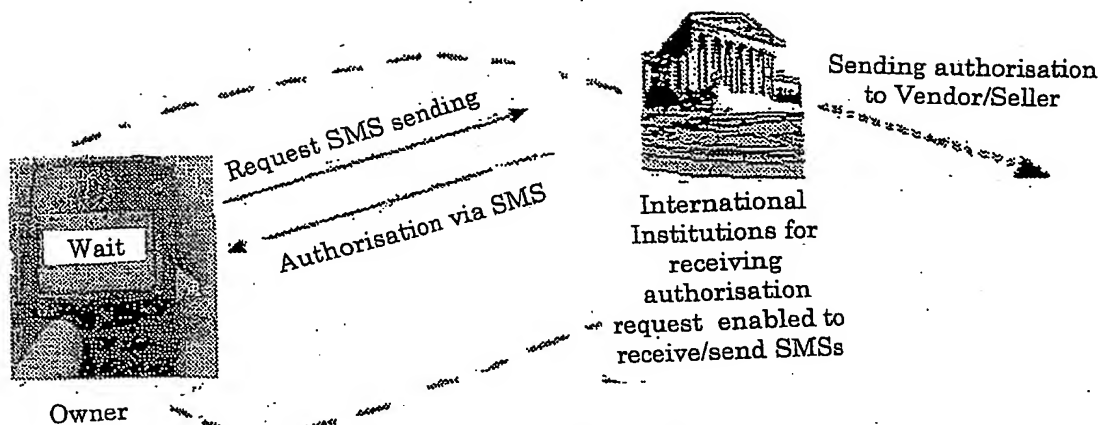 Sending authorisation
to Vendor/Seller
Request SMS sending
Authorisation via SMS
Wait
Owner
International
Institutions for
receiving
authorisation
request enabled to
receive/send SMSs